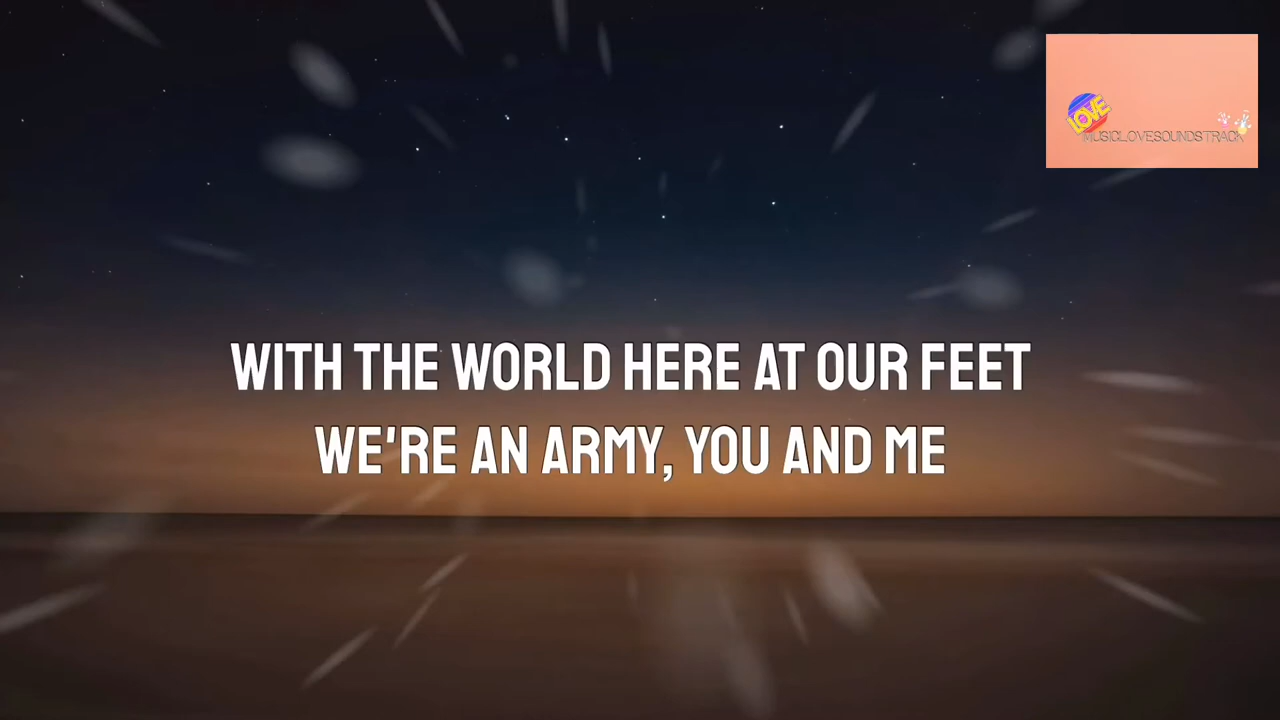 LOVE
MUSICLOVESOUNDSTRACK
WITH THE WORLD HERE AT OUR FEET
WE'RE AN ARMY, YOU AND ME